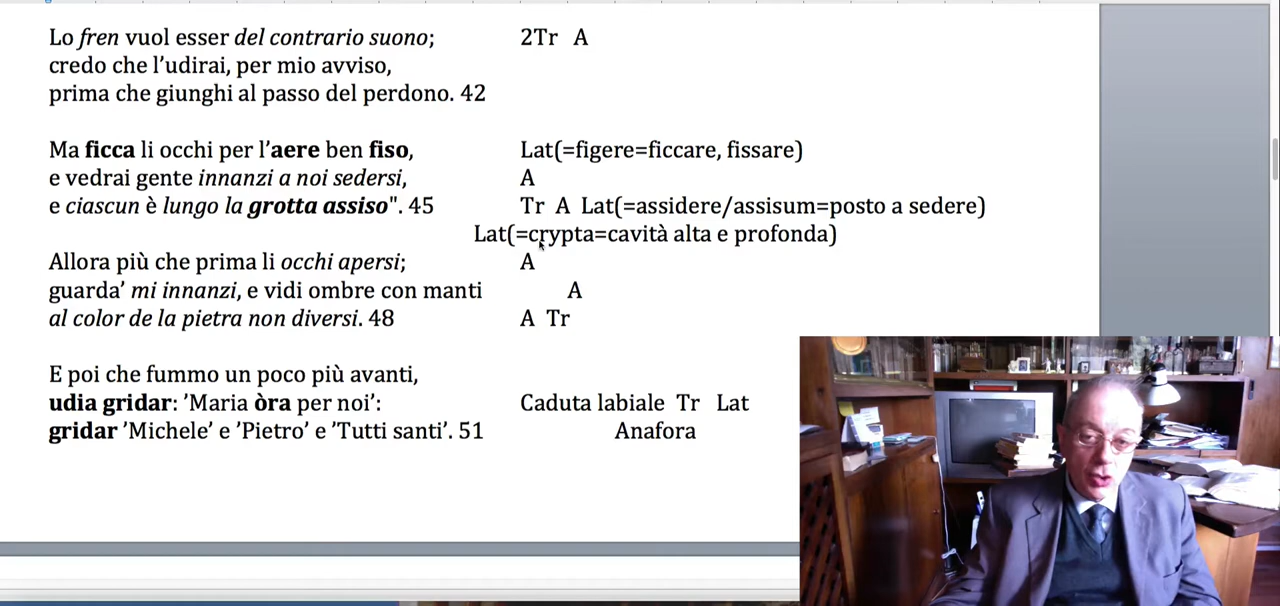 Lo fren vuol esser del contrario suono; 2Tr A
credo che l'udirai, per mio avviso,
prima che giunghi al passo del perdono. 42
Ma ficca li occhi per l'aere ben fiso, Lat(=figere=ficcare, fissare)
e vedrai gente innanzi a noi sedersi, A
e ciascun è lungo la grotta assiso". 45 Tr A Lat(=assidere/assisum=posto a sedere)
Lat(=crypta=cavità alta e profonda)
Allora più che prima li occhi apersi; A
guarda' mi innanzi, e vidi ombre con manti A
al color de la pietra non diversi. 48 A Tr
E poi che fummo un poco più avanti,
udia gridar: 'Maria òra per noi': Caduta labiale Tr Lat
gridar 'Michele' e 'Pietro' e 'Tutti santi'. 51 Anafora